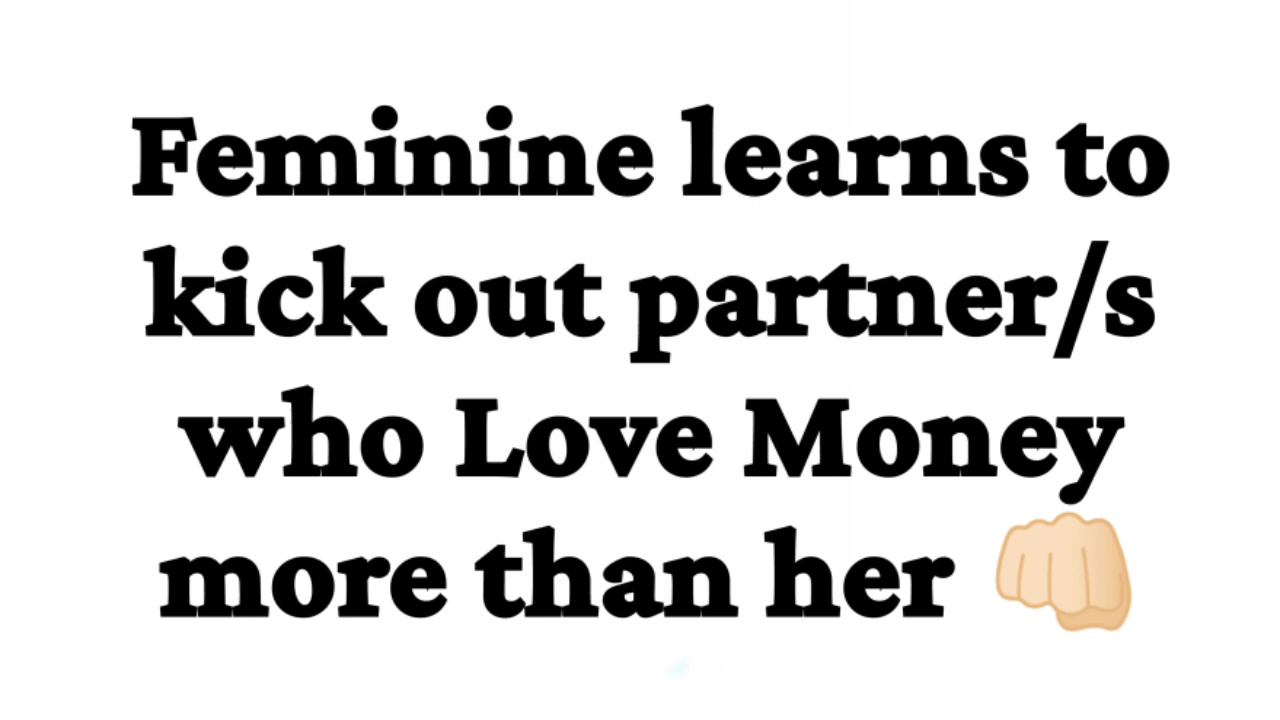 Feminine learns to
kick out partner/s
who Love Money
more than her 👊🏻